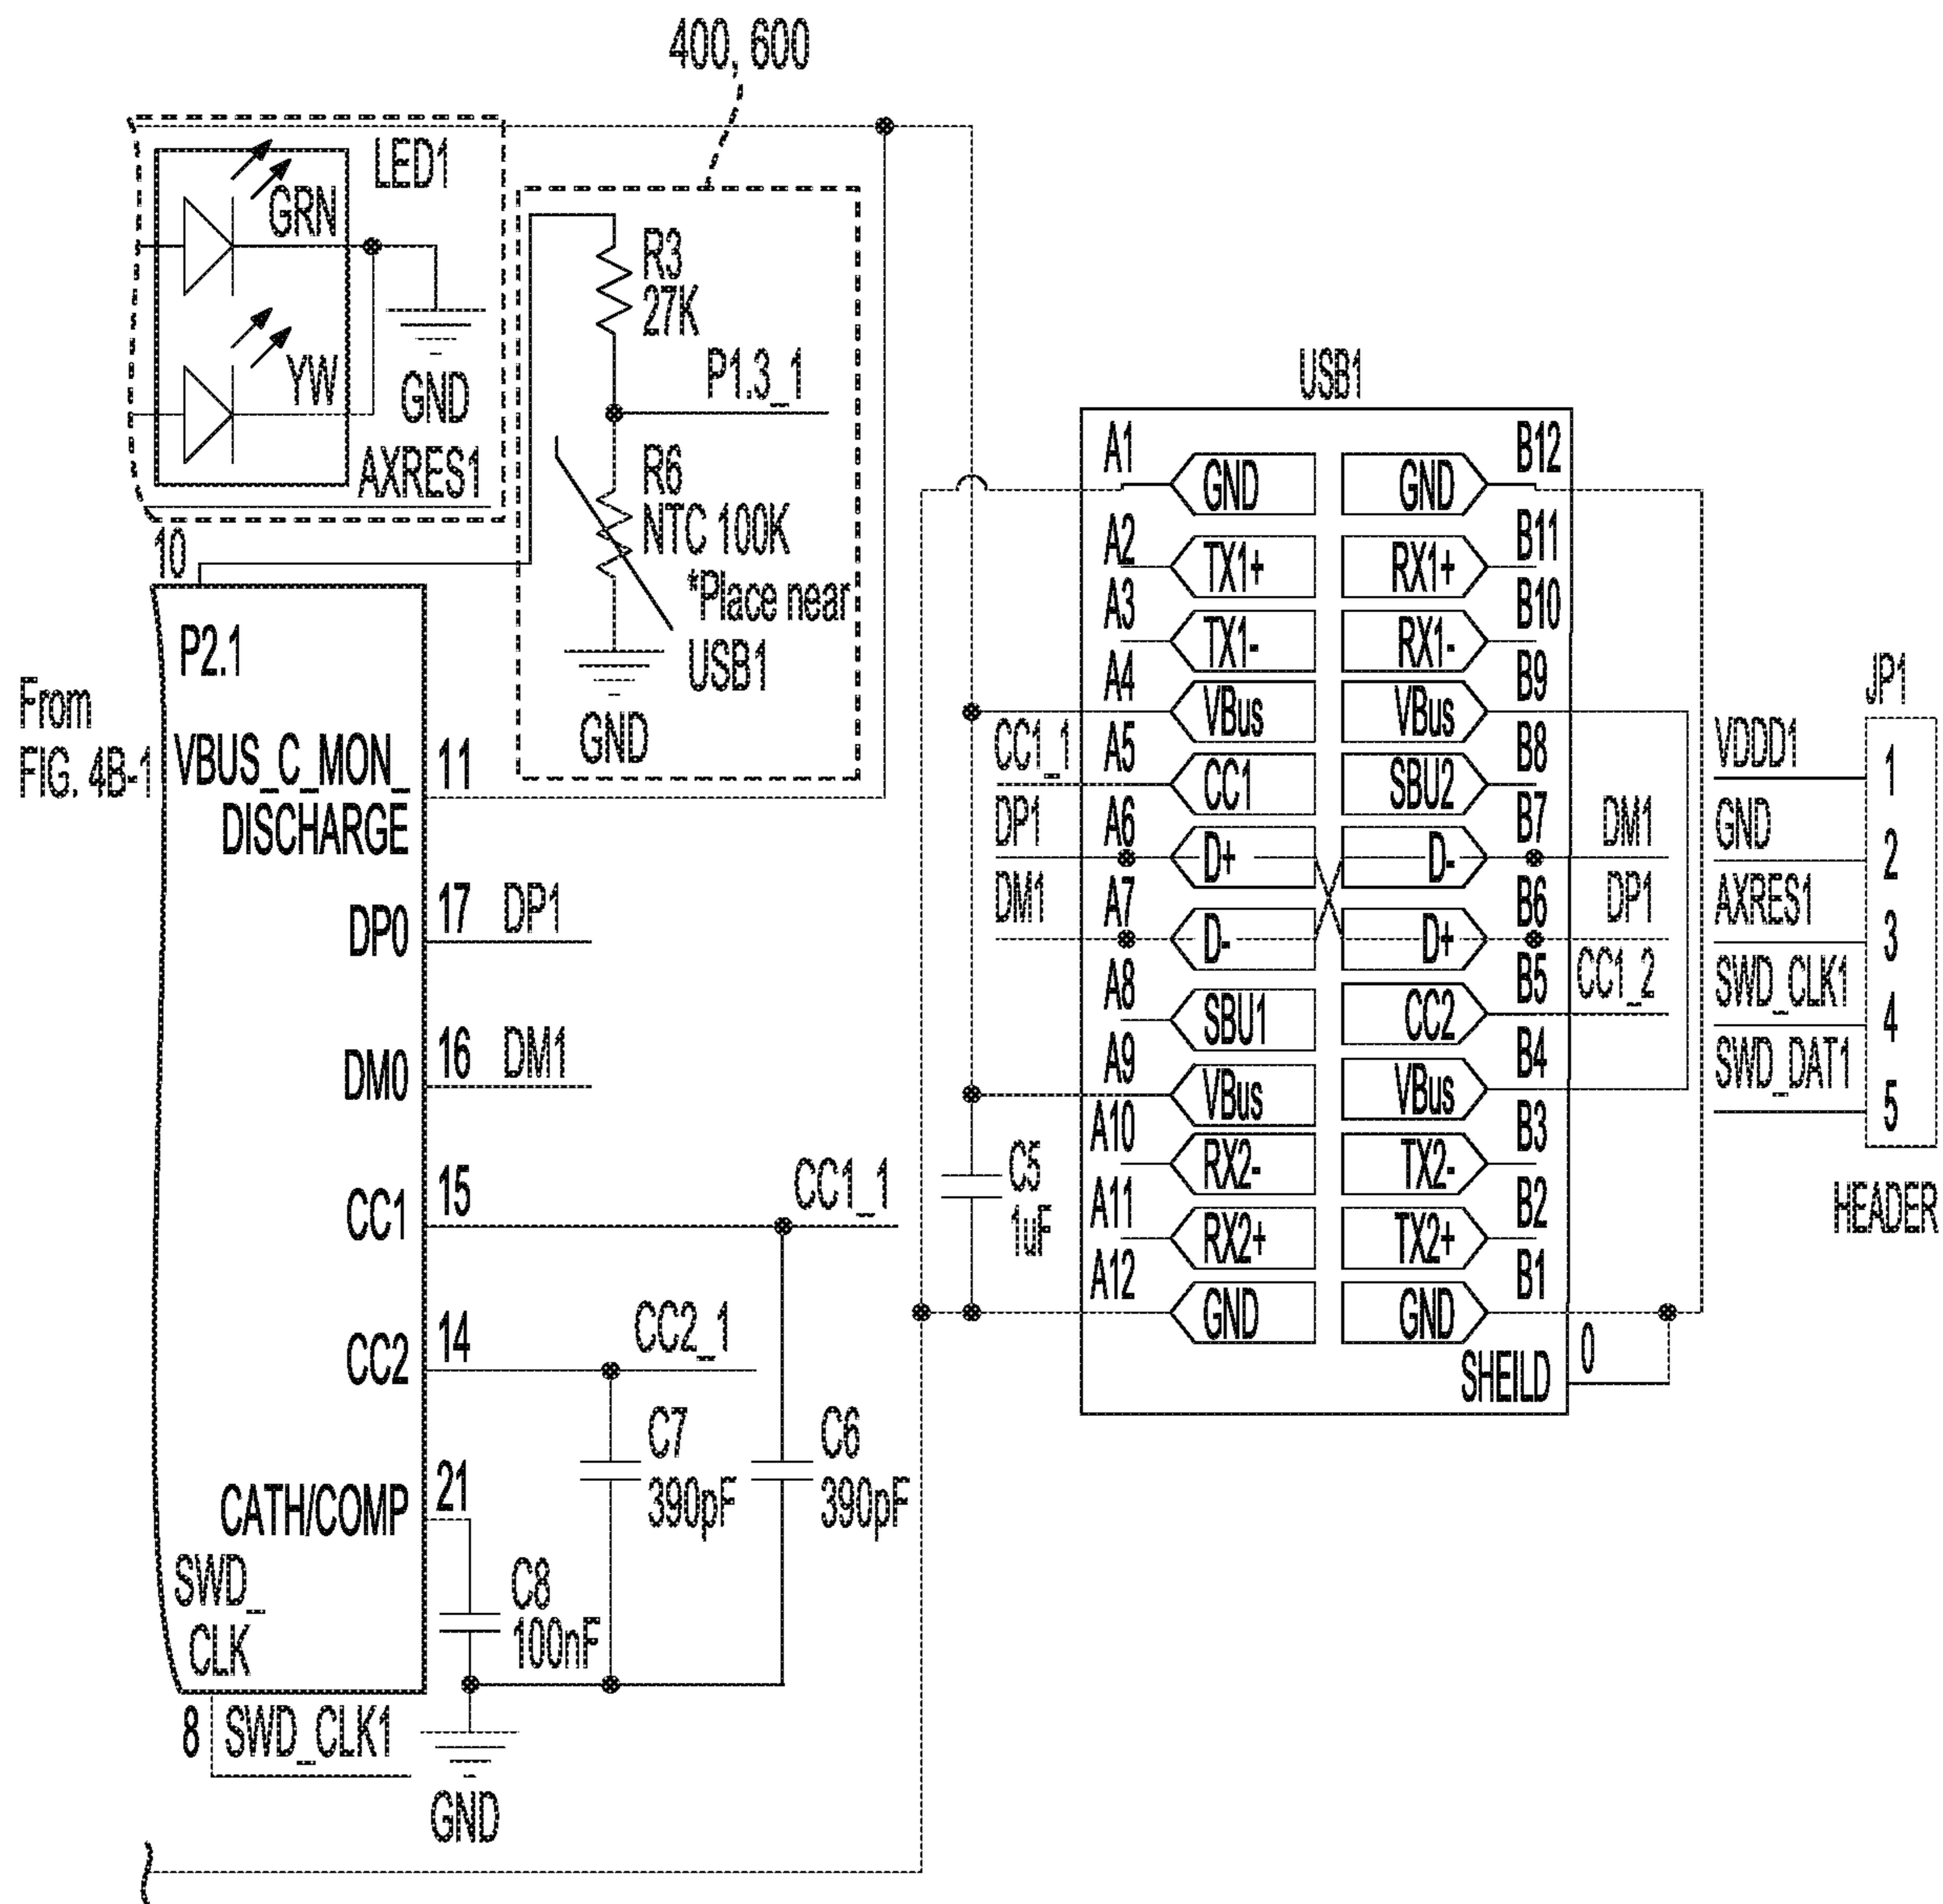 400, 600
LED1
GRN
YW
GND
AXRES1
R3
27K
P1.3_1
R6
NTC 100K
*Place near
USB1
GND
10
From
FIG. 4B-1
P2.1
VBUS_C_MON_
DISCHARGE
11
DP0
17
DP1
DM0
16
DM1
CC1
15
CC1_1
CC2
14
CC2_1
CATH/COMP
21
C7
390pF
C6
390pF
C8
100nF
SWD_
CLK
8
SWD_CLK1
GND
C5
1uF
USB1
A1 GND GND B12
A2 TX1+ RX1+ B11
A3 TX1- RX1- B10
A4 VBus VBus B9
CC1_1 A5 CC1 SBU2 B8
DP1 A6 D+ D- B7 DM1
DM1 A7 D- D+ B6 DP1
A8 SBU1 CC2 B5 CC1_2
A9 VBus VBus B4
A10 RX2- TX2- B3
A11 RX2+ TX2+ B2
A12 GND GND B1
SHEILD 0
JP1
VDDD1 1
GND 2
AXRES1 3
SWD_CLK1 4
SWD_DAT1 5
HEADER